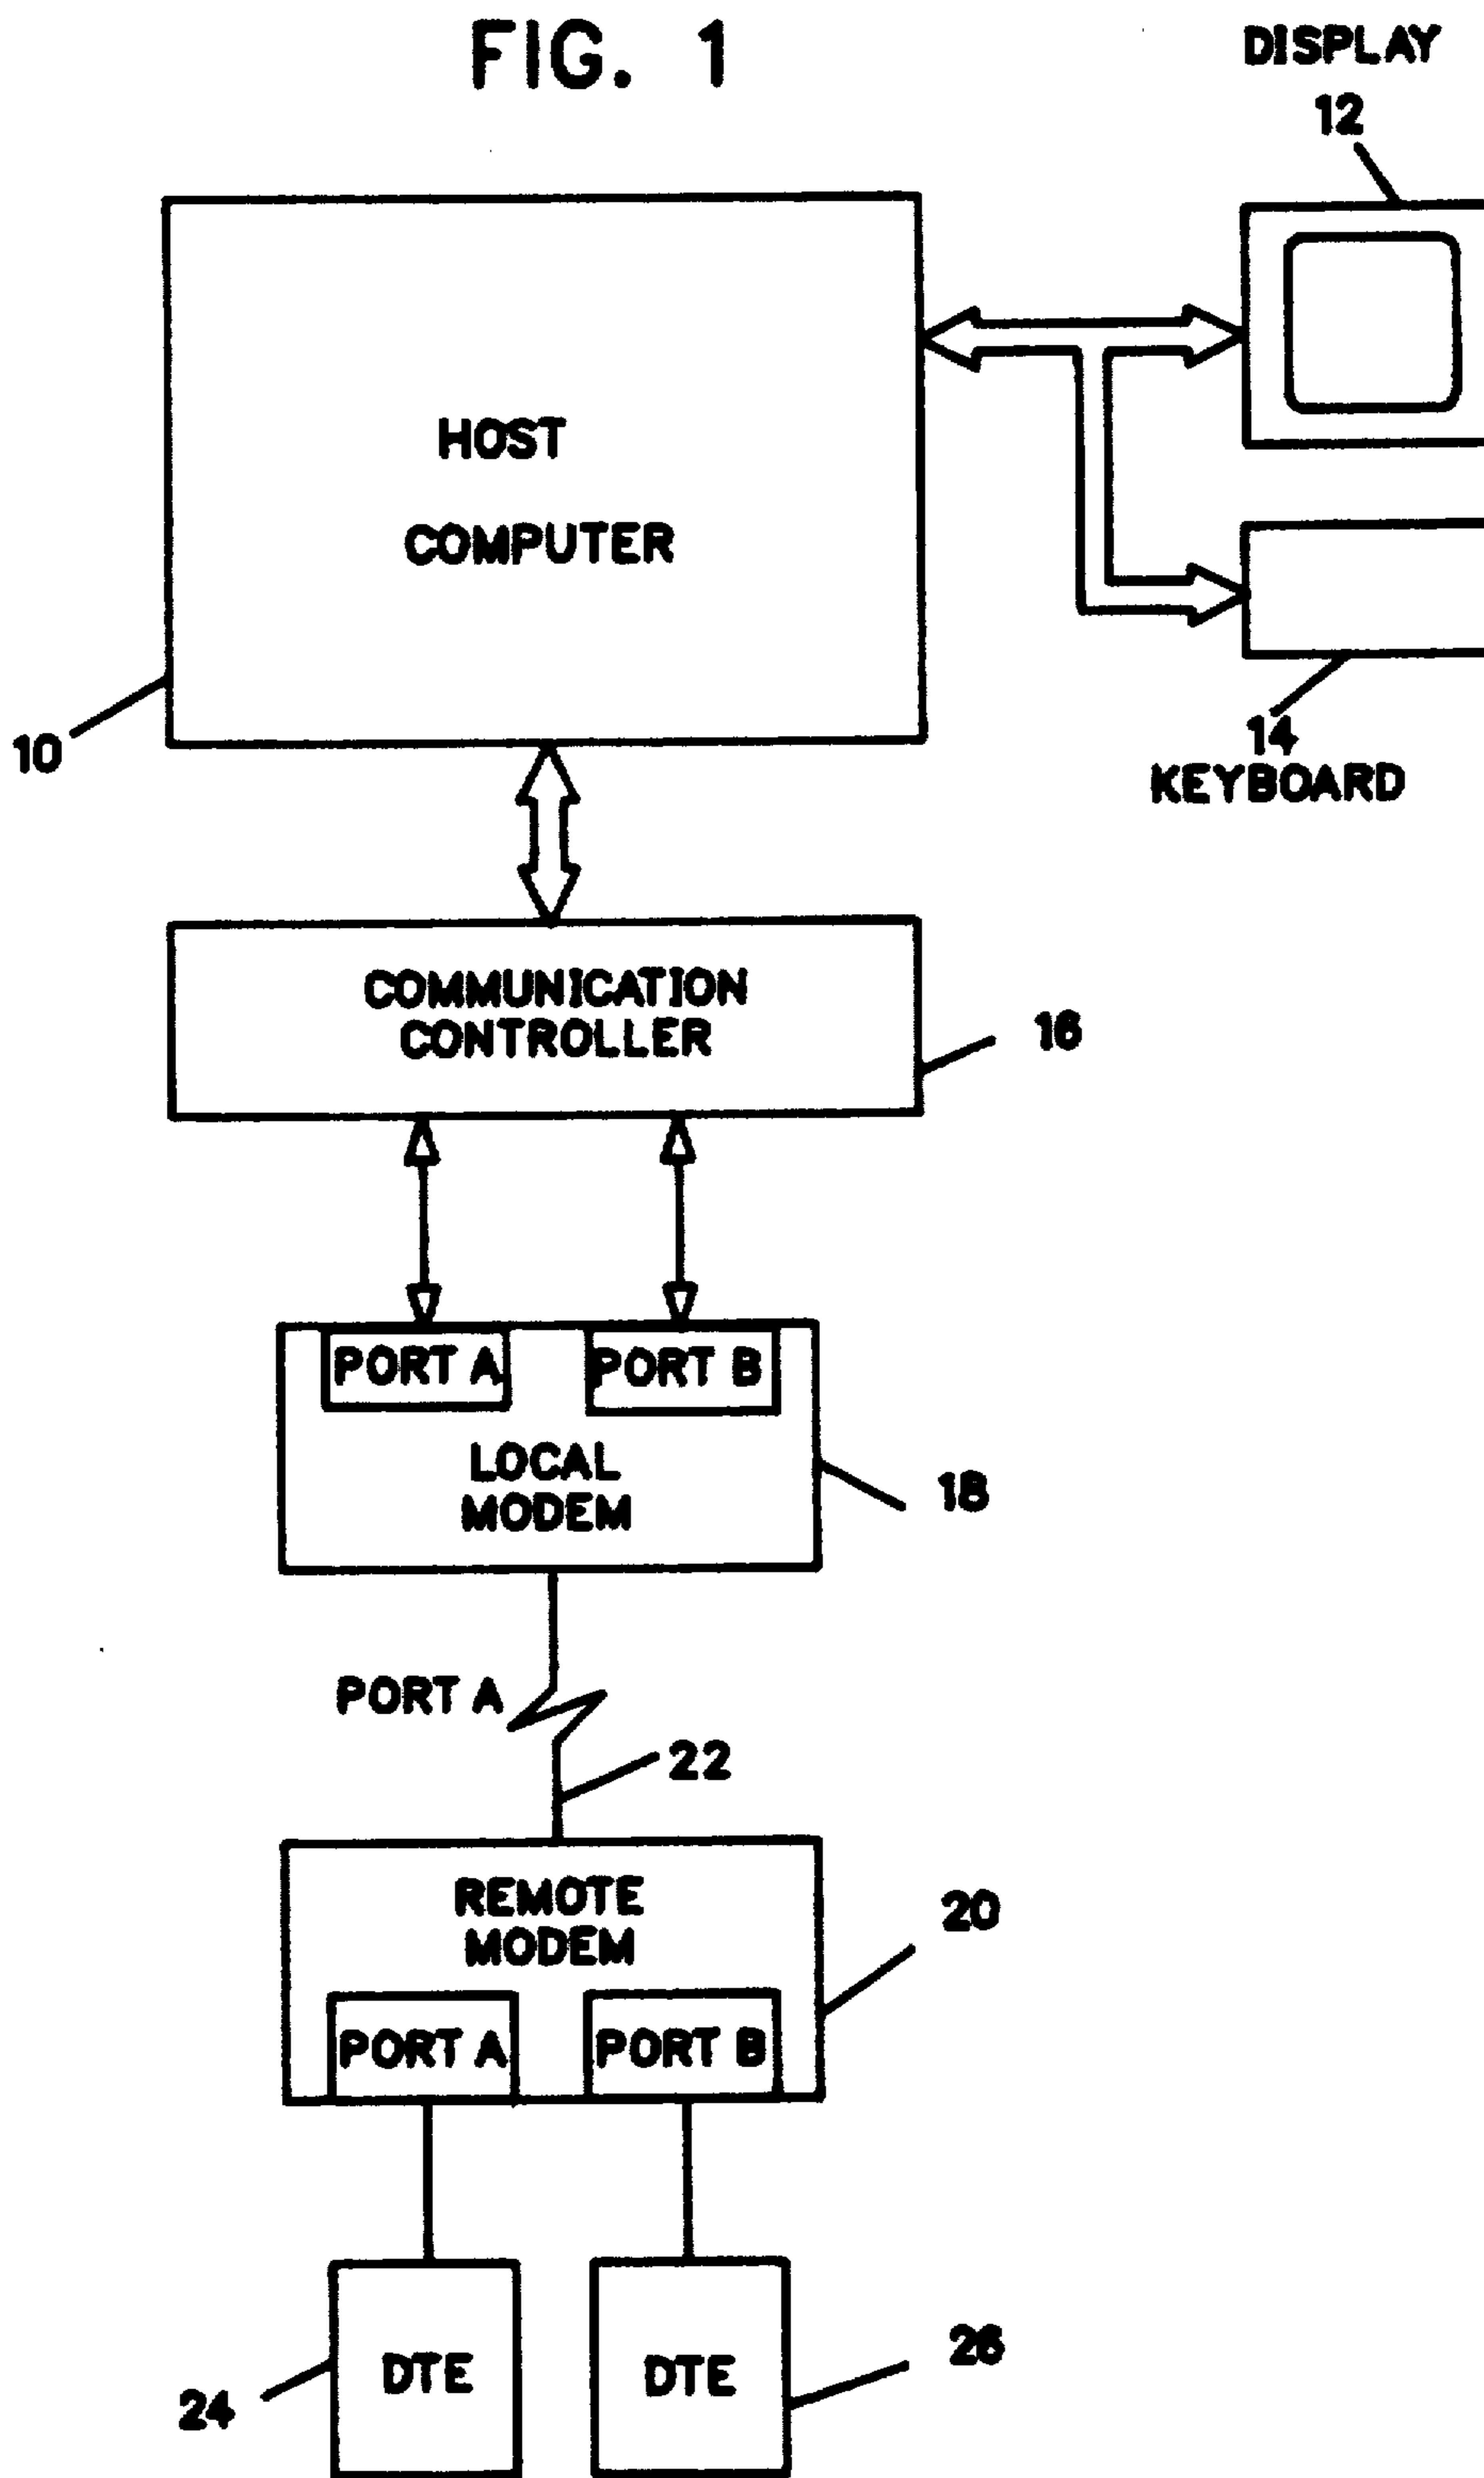 FIG. 1
DISPLAY
12
HOST
COMPUTER
10
14
KEYBOARD
COMMUNICATION
CONTROLLER
16
PORT A
PORT B
LOCAL
MODEM
18
PORT A
22
REMOTE
MODEM
20
PORT A
PORT B
DTE
24
DTE
26